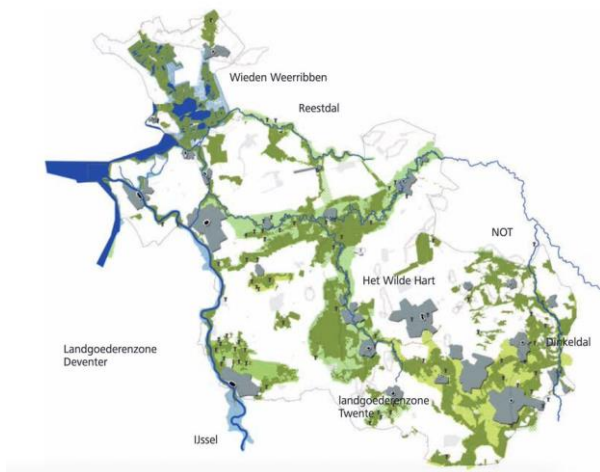 Wieden Weerribben
Reestdal
NOT
Het Wilde Hart
Dinkeldal
Landgoederenzone
Deventer
landgoederenzone
Twente
IJssel